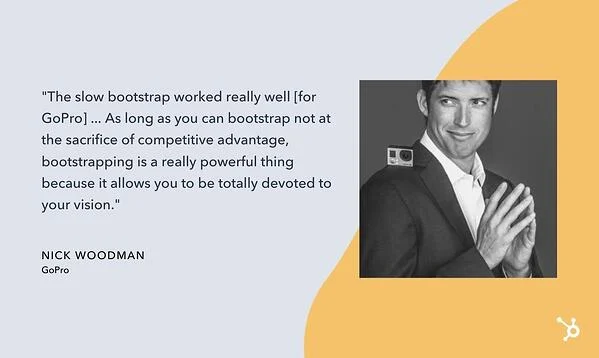 "The slow bootstrap worked really well [for
GoPro] ... As long as you can bootstrap not at
the sacrifice of competitive advantage,
bootstrapping is a really powerful thing
because it allows you to be totally devoted to
your vision."
NICK WOODMAN
GoPro